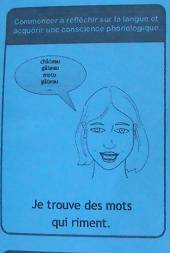 Commencer à réfléchir sur la langue et
acquérir une conscience phonologique
château
gâteau
moto
gâteau
...
Je trouve des mots
qui riment.